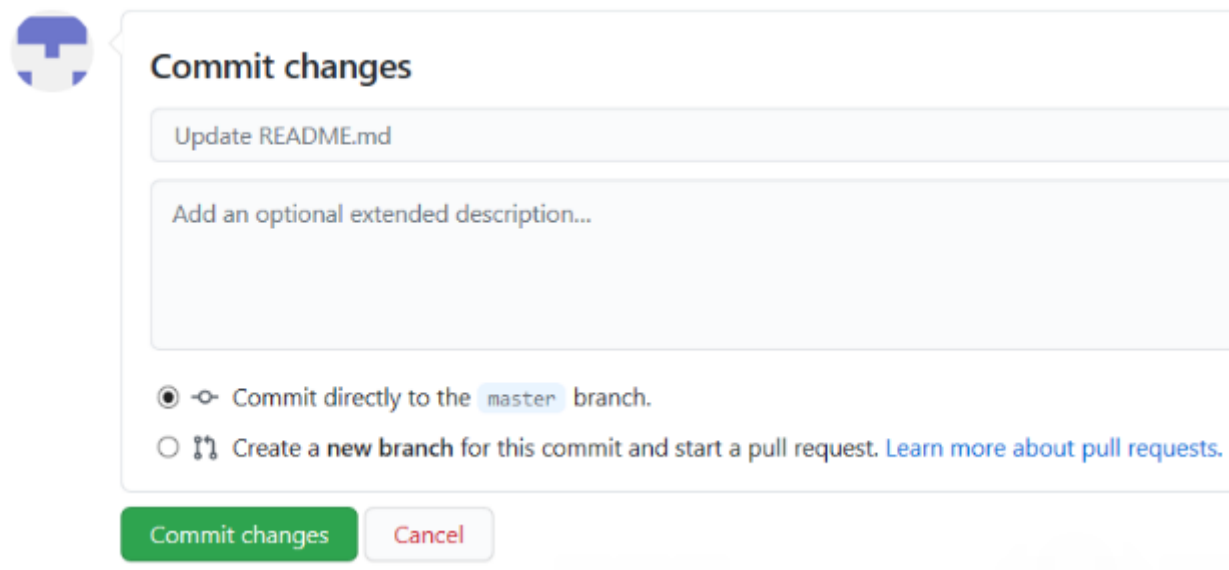 Commit changes
Update README.md
Add an optional extended description...
Commit directly to the master branch.
Create a new branch for this commit and start a pull request. Learn more about pull requests.
Commit changes Cancel